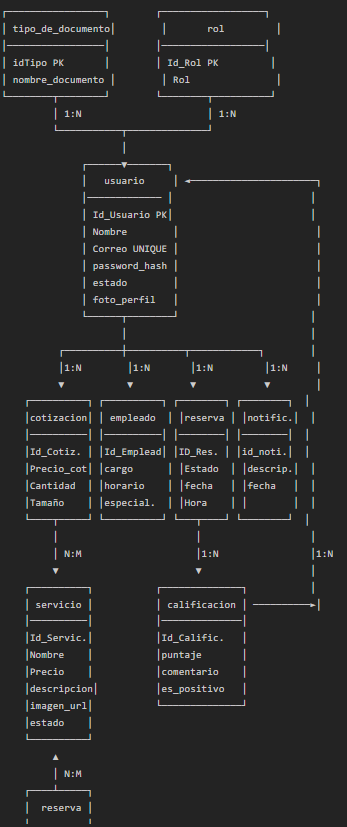 tipo_de_documento rol
idTipo PK Id_Rol PK
nombre_documento Rol
1:N 1:N
usuario
Id_Usuario PK
Nombre
Correo UNIQUE
password_hash
estado
foto_perfil
1:N 1:N 1:N 1:N
cotizacion empleado reserva notific.
Id_Cotiz. Id_Emplead ID_Res. id_noti.
Precio_cot cargo Estado descrip.
Cantidad horario fecha fecha
Tamaño especial. Hora
N:M 1:N 1:N
servicio calificacion
Id_Servic. Id_Calific.
Nombre puntaje
Precio comentario
descripcion es_positivo
imagen_url
estado
N:M
reserva